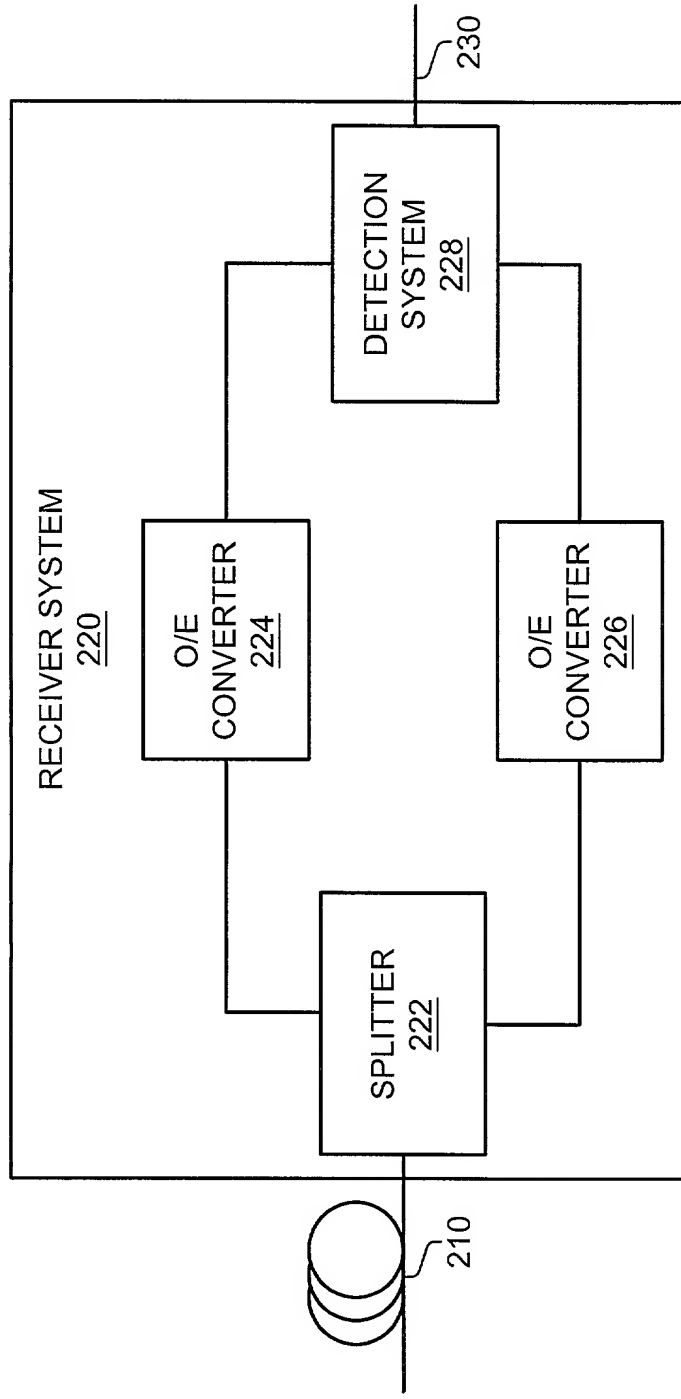 RECEIVER SYSTEM
220
O/E
CONVERTER
224
SPLITTER
222
DETECTION
SYSTEM
228
O/E
CONVERTER
226
210
230